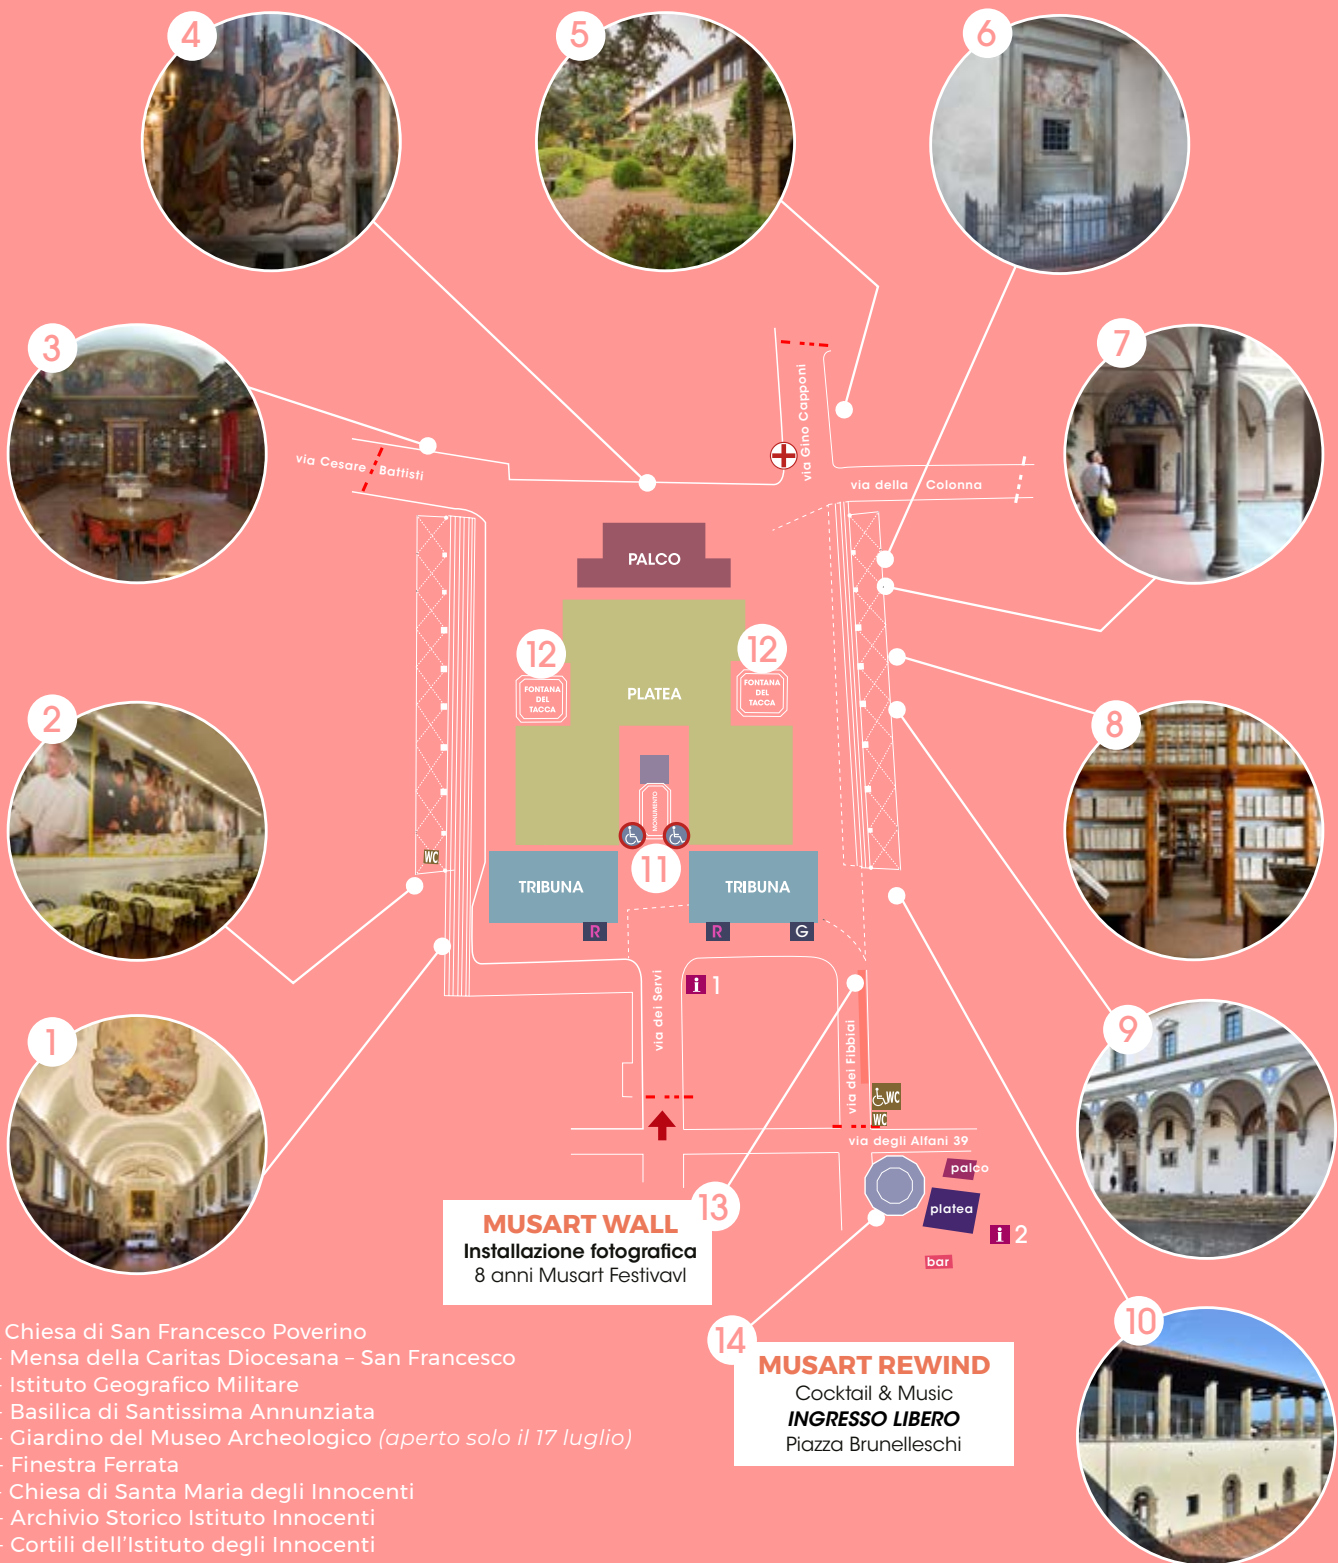 4
5
6
3
7
via Cesare Battisti
via Gino Capponi
via della Colonna
PALCO
12
12
FONTANA
DEL
TACCA
PLATEA
FONTANA
DEL
TACCA
2
8
MONUMENTO
WC
11
TRIBUNA
TRIBUNA
R
R
G
i 1
via dei Servi
1
9
via dei Fibbiai
WC
WC
via degli Alfani 39
palco
platea
i 2
bar
13
MUSART WALL
Installazione fotografica
8 anni Musart Festivavl
10
14
MUSART REWIND
Cocktail & Music
INGRESSO LIBERO
Piazza Brunelleschi
Chiesa di San Francesco Poverino
- Mensa della Caritas Diocesana – San Francesco
- Istituto Geografico Militare
- Basilica di Santissima Annunziata
- Giardino del Museo Archeologico (aperto solo il 17 luglio)
- Finestra Ferrata
- Chiesa di Santa Maria degli Innocenti
- Archivio Storico Istituto Innocenti
- Cortili dell'Istituto degli Innocenti